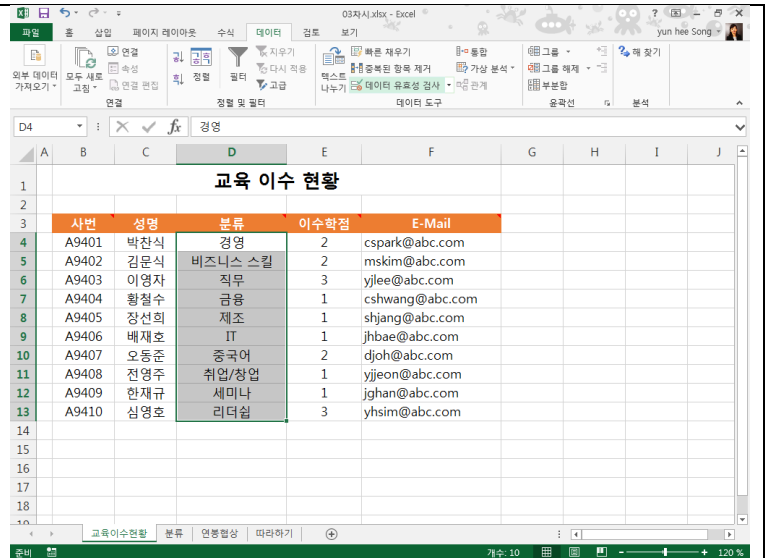 03차시.xlsx - Excel
파일 홈 삽입 페이지 레이아웃 수식 데이터 검토 보기 yun hee Song
연결 지우기 빠른 채우기 통합 그룹 해 찾기
속성 다시 적용 중복된 항목 제거 가상 분석 그룹 해제
연결 편집 고급 데이터 유효성 검사 관계 부분합
외부 데이터 가져오기 모두 새로 고침 정렬 필터 텍스트 나누기
연결 정렬 및 필터 데이터 도구 윤곽선 분석
D4 fx 경영
A B C D E F G H I J
1 교육 이수 현황
2
3 사번 성명 분류 이수학점 E-Mail
4 A9401 박찬식 경영 2 cspark@abc.com
5 A9402 김문식 비즈니스 스킬 2 mskim@abc.com
6 A9403 이영자 직무 3 yjlee@abc.com
7 A9404 황철수 금융 1 cshwang@abc.com
8 A9405 장선희 제조 1 shjang@abc.com
9 A9406 배재호 IT 1 jhbae@abc.com
10 A9407 오동준 중국어 2 djoh@abc.com
11 A9408 전영주 취업/창업 1 yjjeon@abc.com
12 A9409 한재규 세미나 1 jghan@abc.com
13 A9410 심영호 리더쉽 3 yhsim@abc.com
14
15
16
17
18
19
교육이수현황 분류 연봉협상 따라하기
준비 개수: 10 120 %